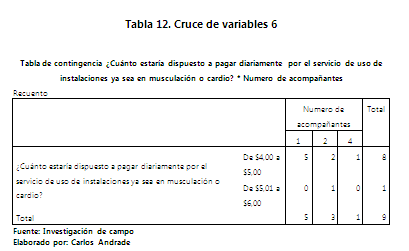 Tabla 12. Cruce de variables 6
Tabla de contingencia ¿Cuánto estaría dispuesto a pagar diariamente por el servicio de uso de
instalaciones ya sea en musculación o cardio? * Numero de acompañantes
Recuento
Numero de Total
acompañantes
1 2 4
¿Cuánto estaría dispuesto a pagar diariamente por el
servicio de uso de instalaciones ya sea en musculación o
cardio?
De $4,00 a 5 2 1 8
$5,00
De $5,01 a 0 1 0 1
$6,00
Total 5 3 1 9
Fuente: Investigación de campo
Elaborado por: Carlos Andrade